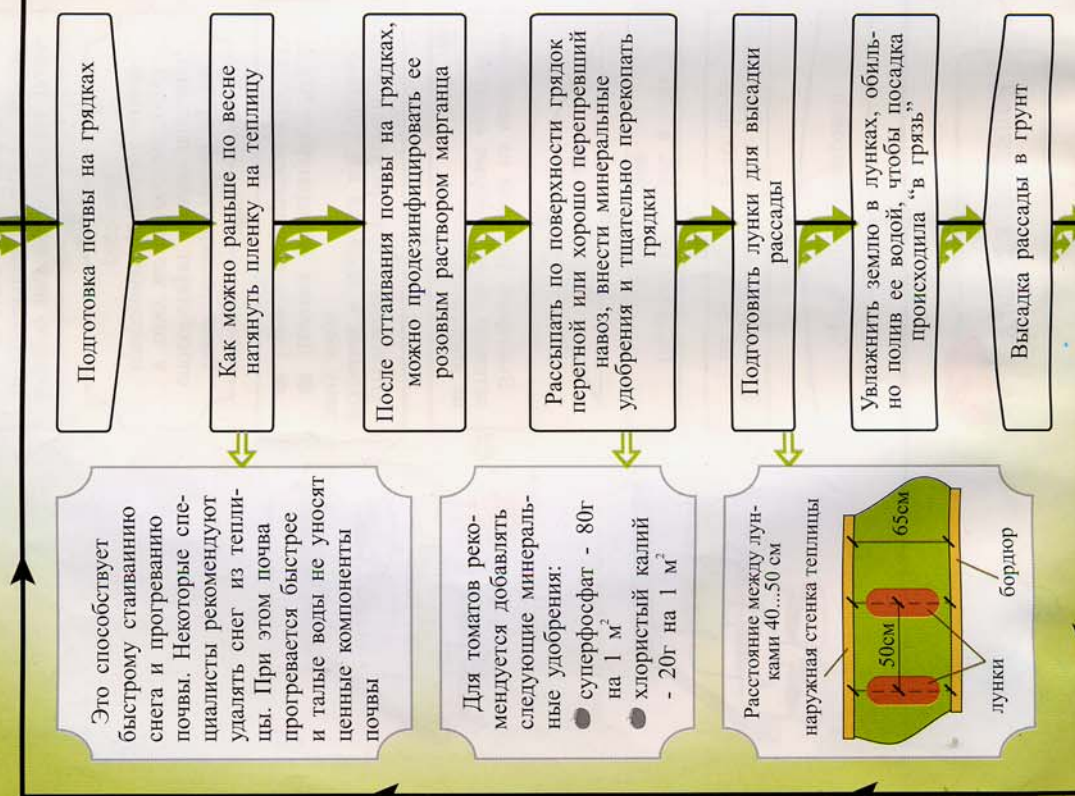 Подготовка почвы на грядках
Как можно раньше по весне
натянуть пленку на теплицу
Это способствует
быстрому стаиванию
снега и прогреванию
почвы. Некоторые спе-
циалисты рекомендуют
удалять снег из тепли-
цы. При этом почва
прогревается быстрее
и талые воды не уносят
ценные компоненты
почвы
После оттаивания почвы на грядках,
можно продезинфицировать ее
розовым раствором марганца
Рассыпать по поверхности грядок
перегной или хорошо перепревший
навоз, внести минеральные
удобрения и тщательно перекопать
грядки
Для томатов реко-
мендуется добавлять
следующие минераль-
ные удобрения:
суперфосфат - 80г
на 1 м²
хлористый калий
- 20г на 1 м²
Подготовить лунки для высадки
рассады
Расстояние между лун-
ками 40...50 см
наружная стенка теплицы
50см
65см
лунки
бордюр
Увлажнить землю в лунках, обиль-
но полив ее водой, чтобы посадка
происходила “в грязь”
Высадка рассады в грунт